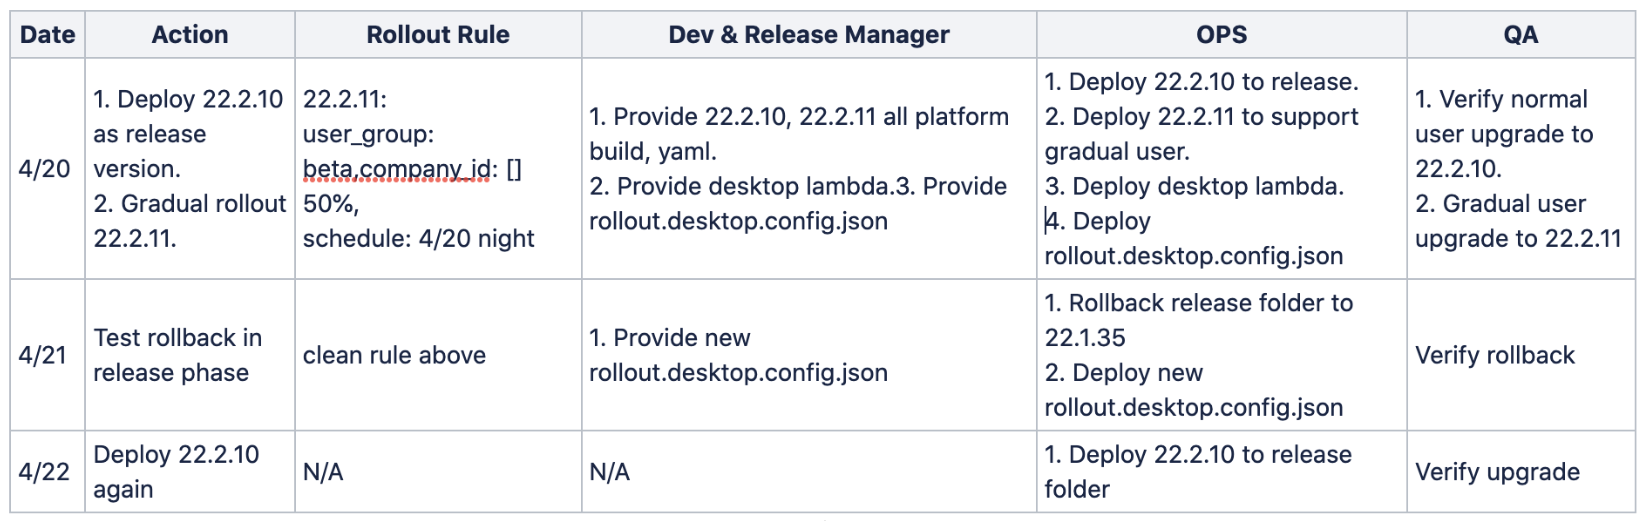 Date Action Rollout Rule Dev & Release Manager OPS QA
4/20
1. Deploy 22.2.10
as release
version.
2. Gradual rollout
22.2.11.
22.2.11:
user_group:
beta,company_id: []
50%,
schedule: 4/20 night
1. Provide 22.2.10, 22.2.11 all platform
build, yaml.
2. Provide desktop lambda.3. Provide
rollout.desktop.config.json
1. Deploy 22.2.10 to release.
2. Deploy 22.2.11 to support
gradual user.
3. Deploy desktop lambda.
4. Deploy
rollout.desktop.config.json
1. Verify normal
user upgrade to
22.2.10.
2. Gradual user
upgrade to 22.2.11
4/21
Test rollback in
release phase
clean rule above
1. Provide new
rollout.desktop.config.json
1. Rollback release folder to
22.1.35
2. Deploy new
rollout.desktop.config.json
Verify rollback
4/22
Deploy 22.2.10
again
N/A
N/A
1. Deploy 22.2.10 to release
folder
Verify upgrade